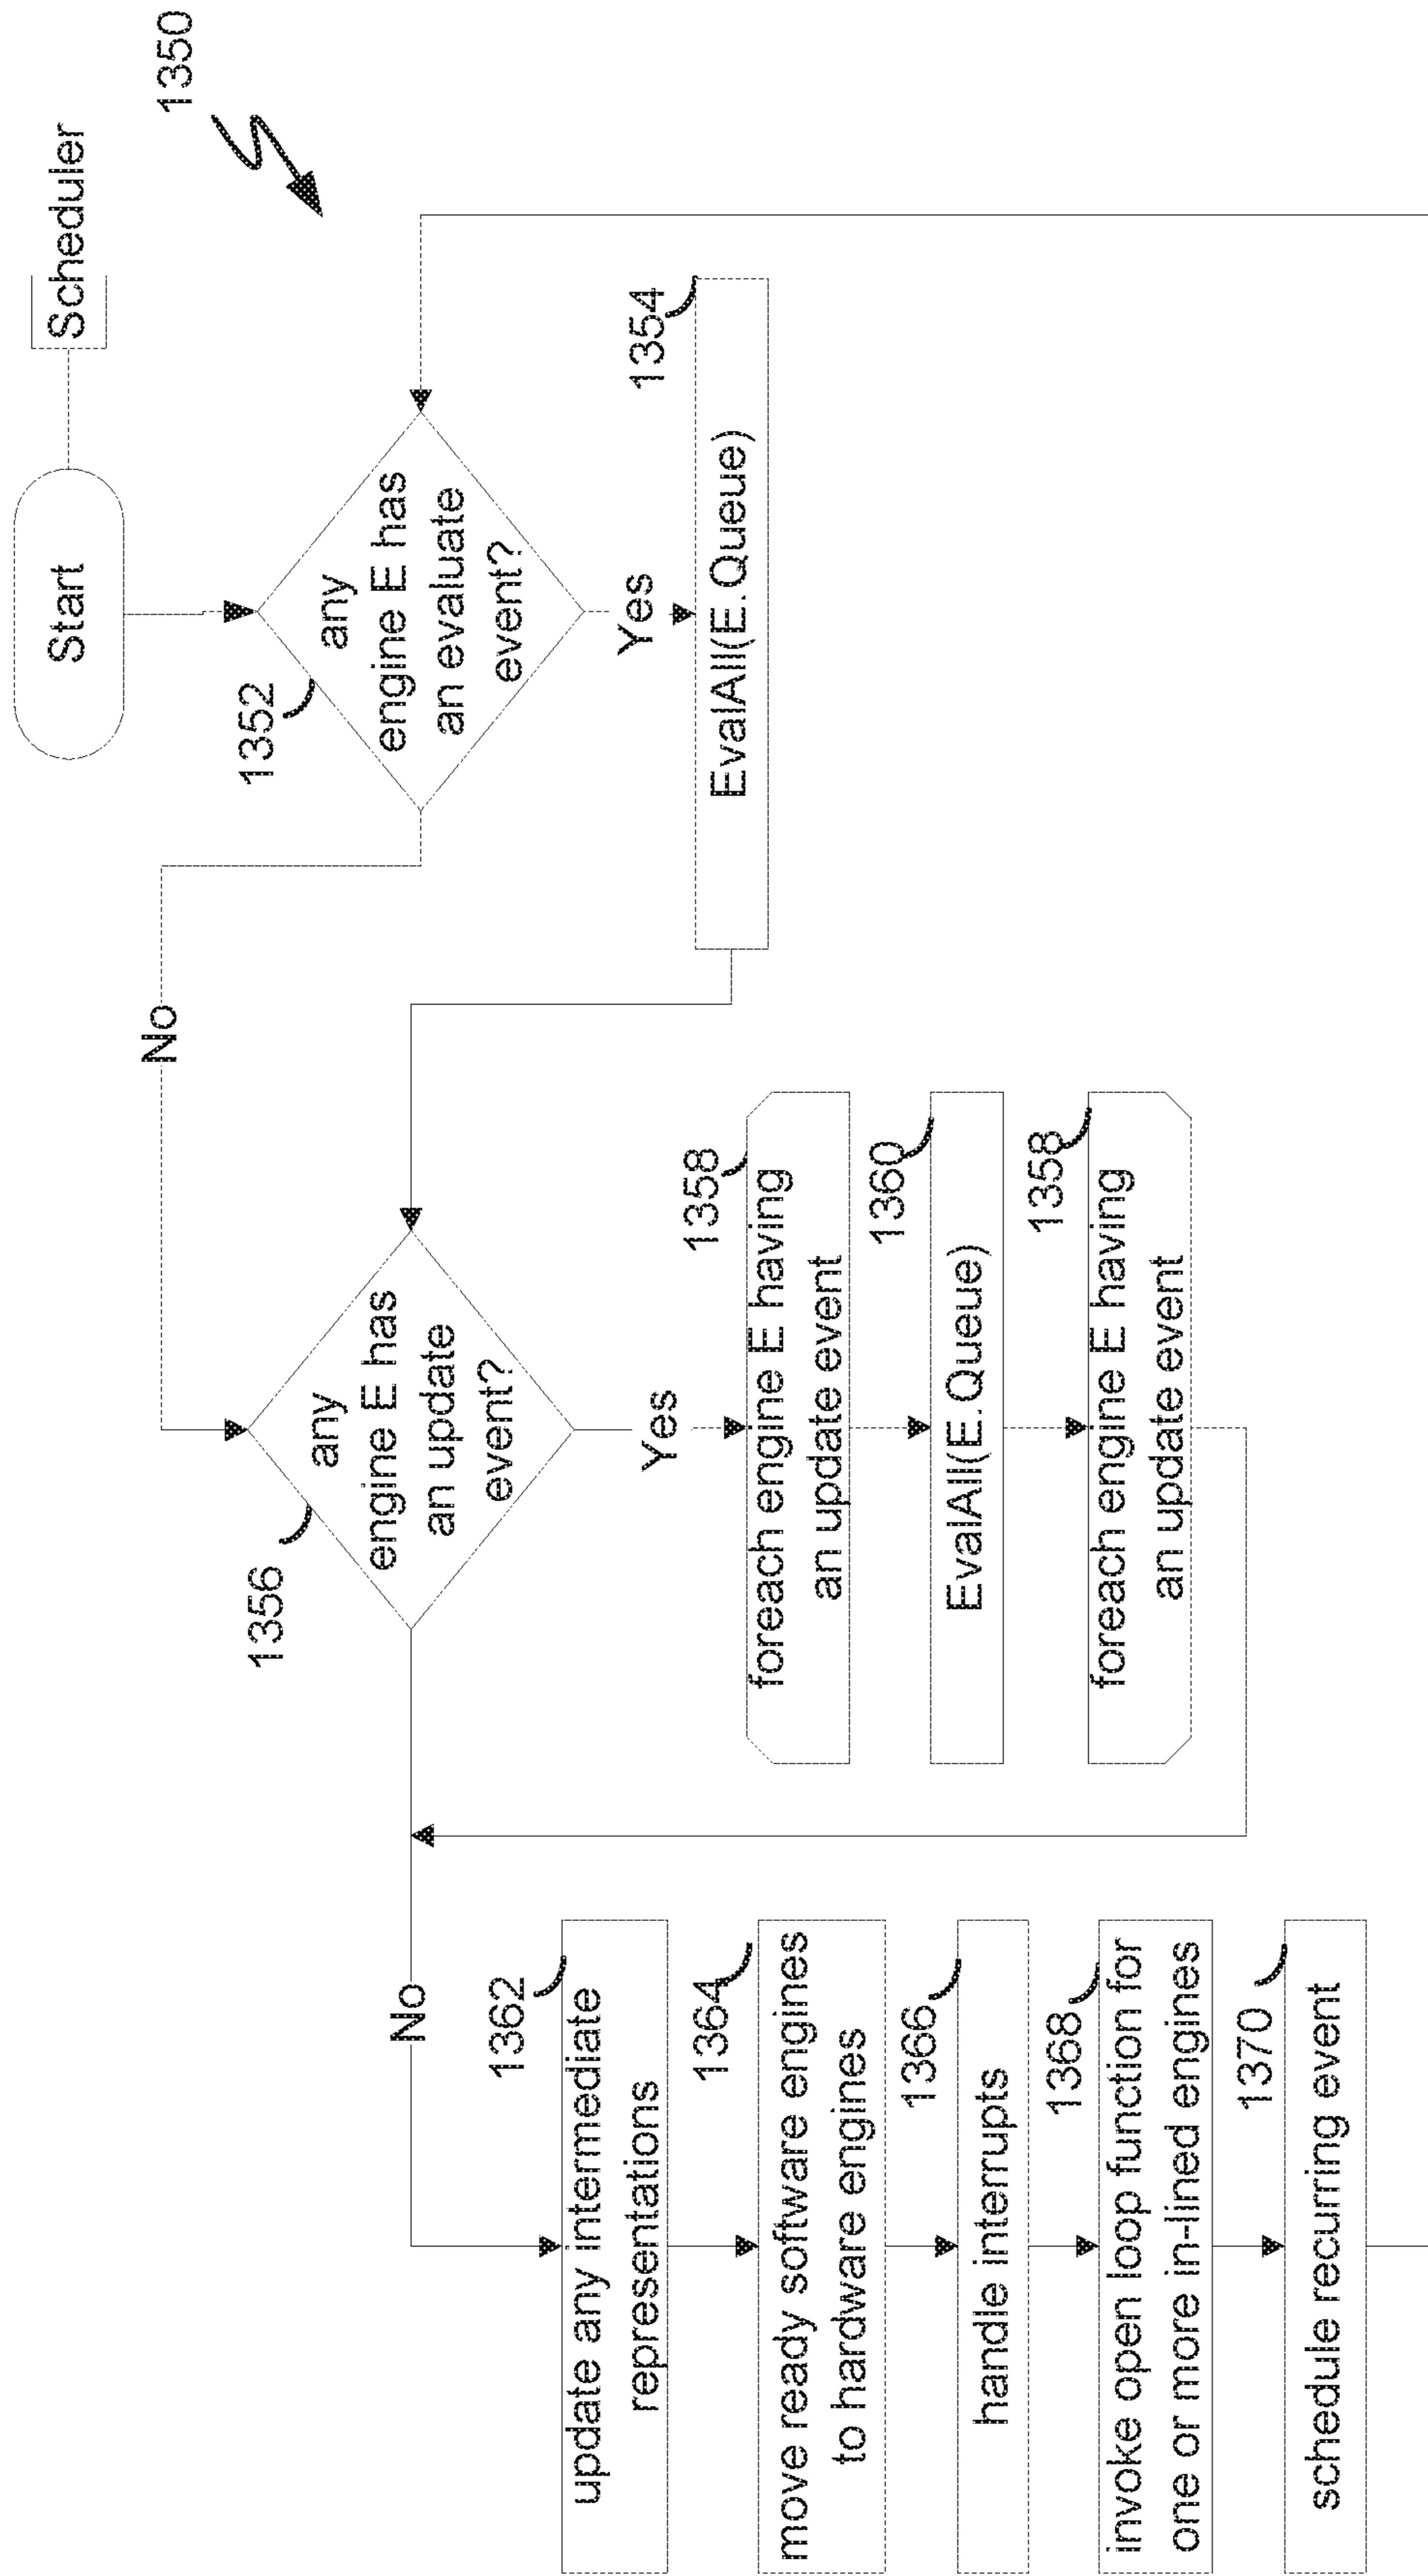 Scheduler
1350
Start
1352
any
engine E has
an evaluate
event?
No
Yes
1354
EvalAll(E.Queue)
1356
any
engine E has
an update
event?
No
Yes
1358
foreach engine E having
an update event
1360
EvalAll(E.Queue)
1358
foreach engine E having
an update event
1362
update any intermediate
representations
1364
move ready software engines
to hardware engines
1366
handle interrupts
1368
invoke open loop function for
one or more in-lined engines
1370
schedule recurring event